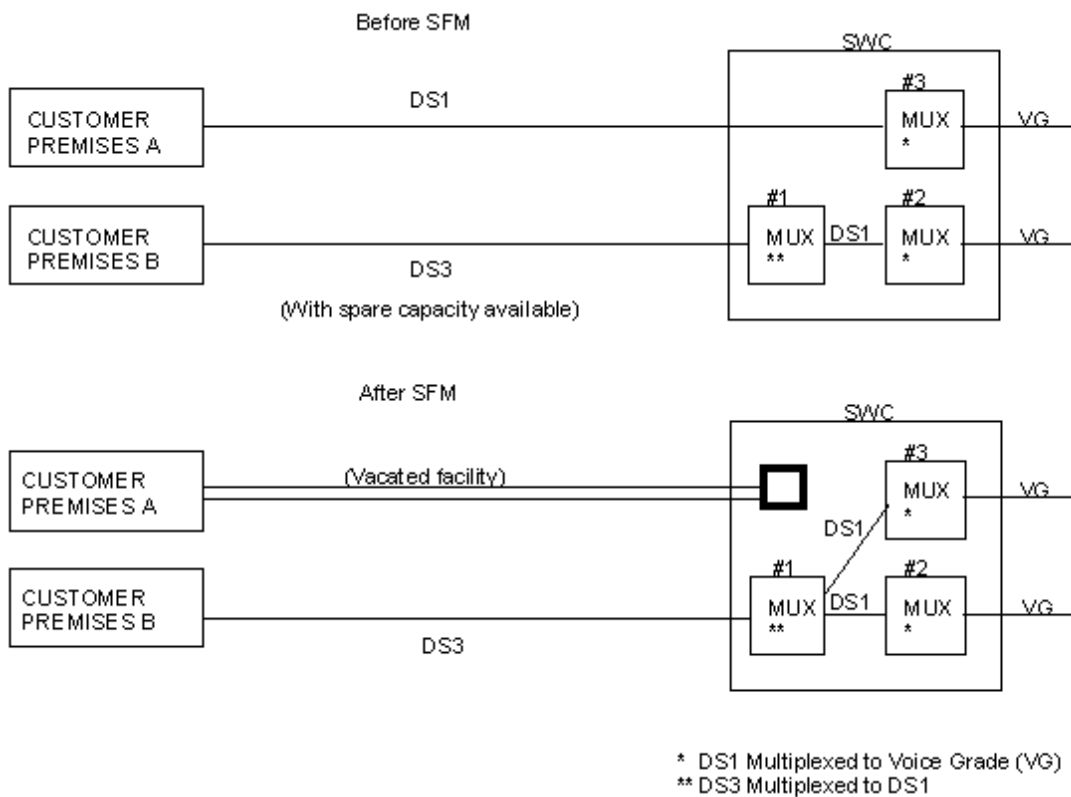 Before SFM
SWC
DS1
#3
CUSTOMER
PREMISES A
MUX
*
VG
#1
#2
CUSTOMER
PREMISES B
MUX
**
DS1
MUX
*
VG
DS3
(With spare capacity available)
After SFM
SWC
(Vacated facility)
#3
CUSTOMER
PREMISES A
MUX
*
VG
DS1
#1
#2
CUSTOMER
PREMISES B
MUX
**
DS1
MUX
*
VG
DS3
* DS1 Multiplexed to Voice Grade (VG)
** DS3 Multiplexed to DS1